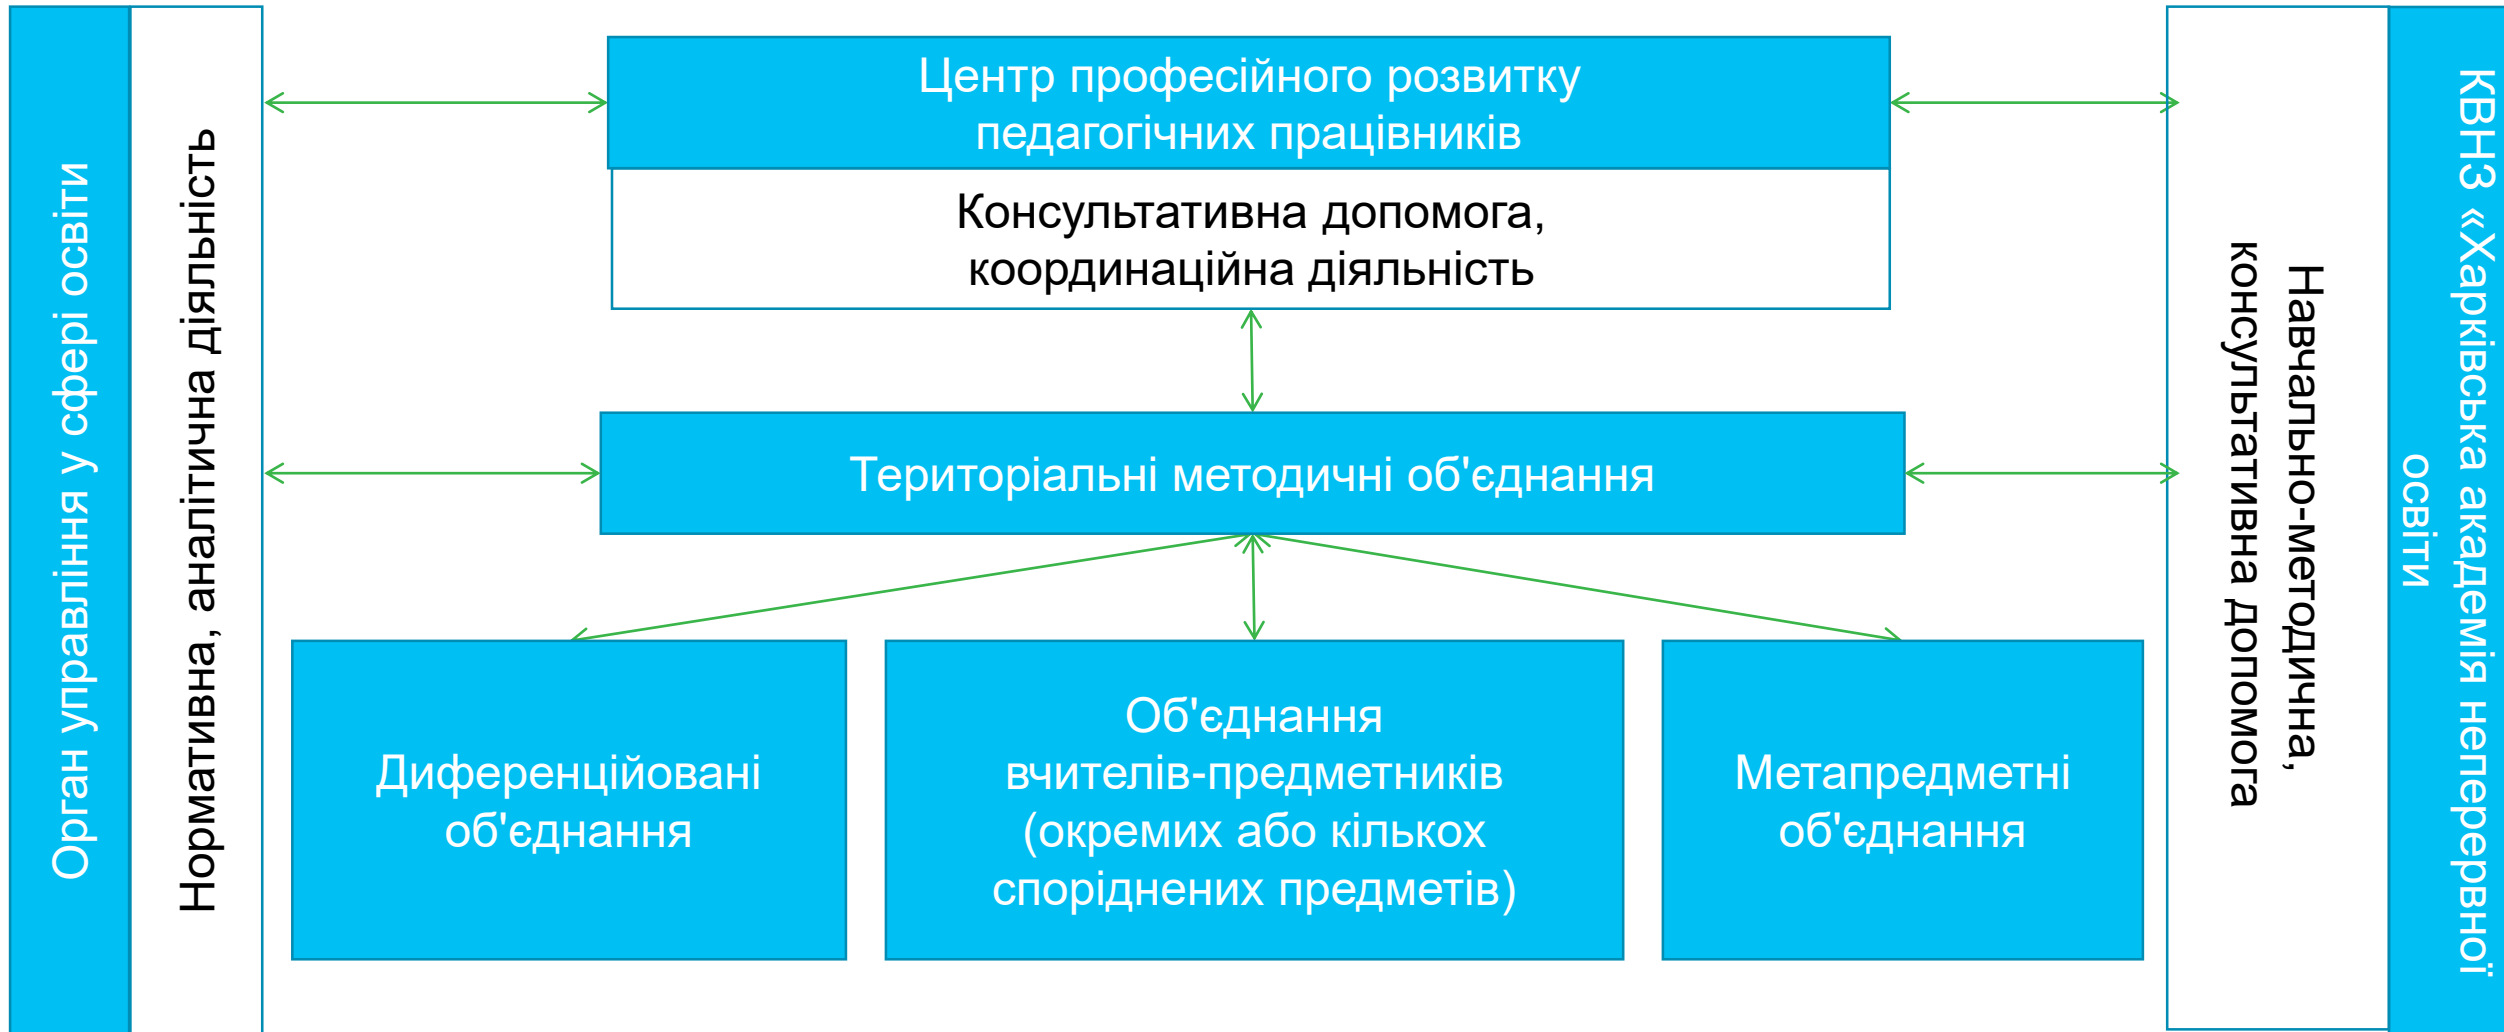 Орган управління у сфері освіти
Нормативна, аналітична діяльність
Центр професійного розвитку
педагогічних працівників
Консультативна допомога,
координаційна діяльність
Територіальні методичні об'єднання
Диференційовані
об'єднання
Об'єднання
вчителів-предметників
(окремих або кількох
споріднених предметів)
Метапредметні
об'єднання
Навчально-методична,
консультативна допомога
КВНЗ «Харківська академія неперервної
освіти